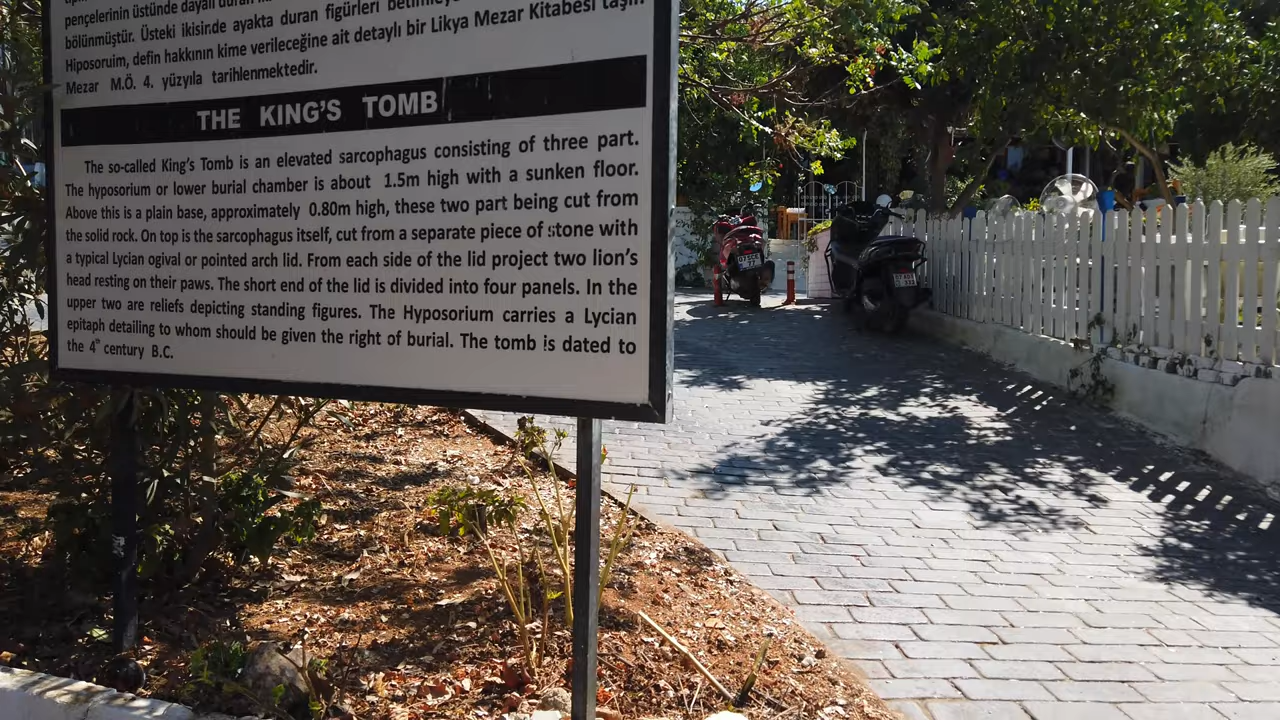 pençelerinin üstünde dayalı duran
bölünmüştür. Üsteki ikisinde ayakta duran figürleri
Hiposoruim, defin hakkının kime verileceğine ait detaylı bir Likya Mezar Kitabesi taşır.
Mezar M.Ö. 4. yüzyıla tarihlenmektedir.
THE KING'S TOMB
The so-called King's Tomb is an elevated sarcophagus consisting of three part.
The hyposorium or lower burial chamber is about 1.5m high with a sunken floor.
Above this is a plain base, approximately 0.80m high, these two part being cut from
the solid rock. On top is the sarcophagus itself, cut from a separate piece of stone with
a typical Lycian ogival or pointed arch lid. From each side of the lid project two lion's
head resting on their paws. The short end of the lid is divided into four panels. In the
upper two are reliefs depicting standing figures. The Hyposorium carries a Lycian
epitaph detailing to whom should be given the right of burial. The tomb is dated to
the 4th century B.C.